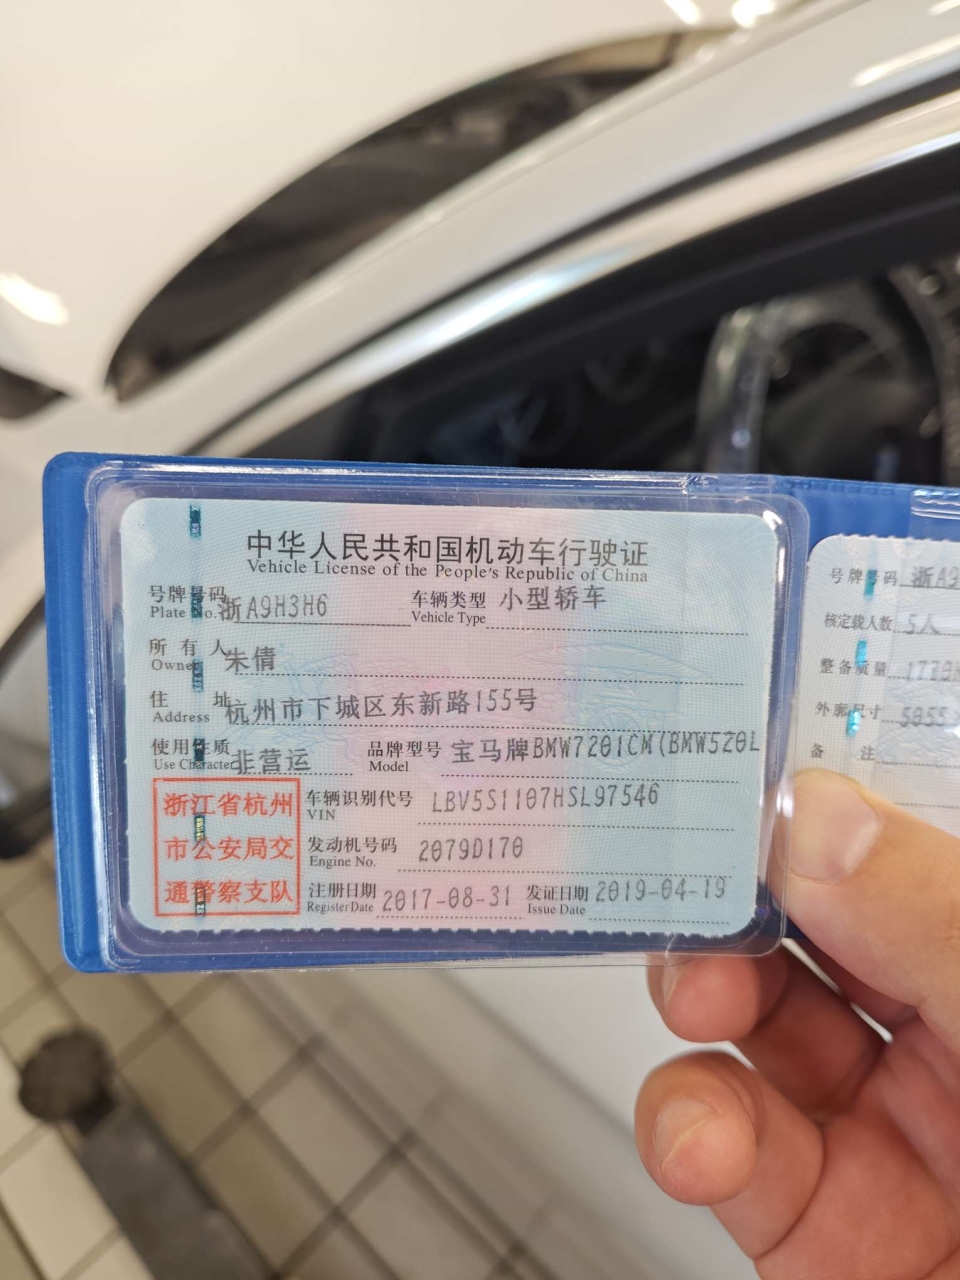 中华人民共和国机动车行驶证
Vehicle License of the People's Republic of China
号牌号码 浙A9H3H6 车辆类型 小型轿车
Plate No. Vehicle Type
所有人 朱倩
Owner
住址 杭州市下城区东新路155号
Address
使用性质 非营运 品牌型号 宝马牌BMW7201CM(BMW520L
Use Character Model
浙江省杭州
市公安局交
通警察支队
车辆识别代号 LBV5S1107HSL97546
VIN
发动机号码 2079D170
Engine No.
注册日期 2017-08-31 发证日期 2019-04-19
Register Date Issue Date
号牌号码 浙A9
核定载人数 5人
整备质量 1770
外廓尺寸 5055
备注